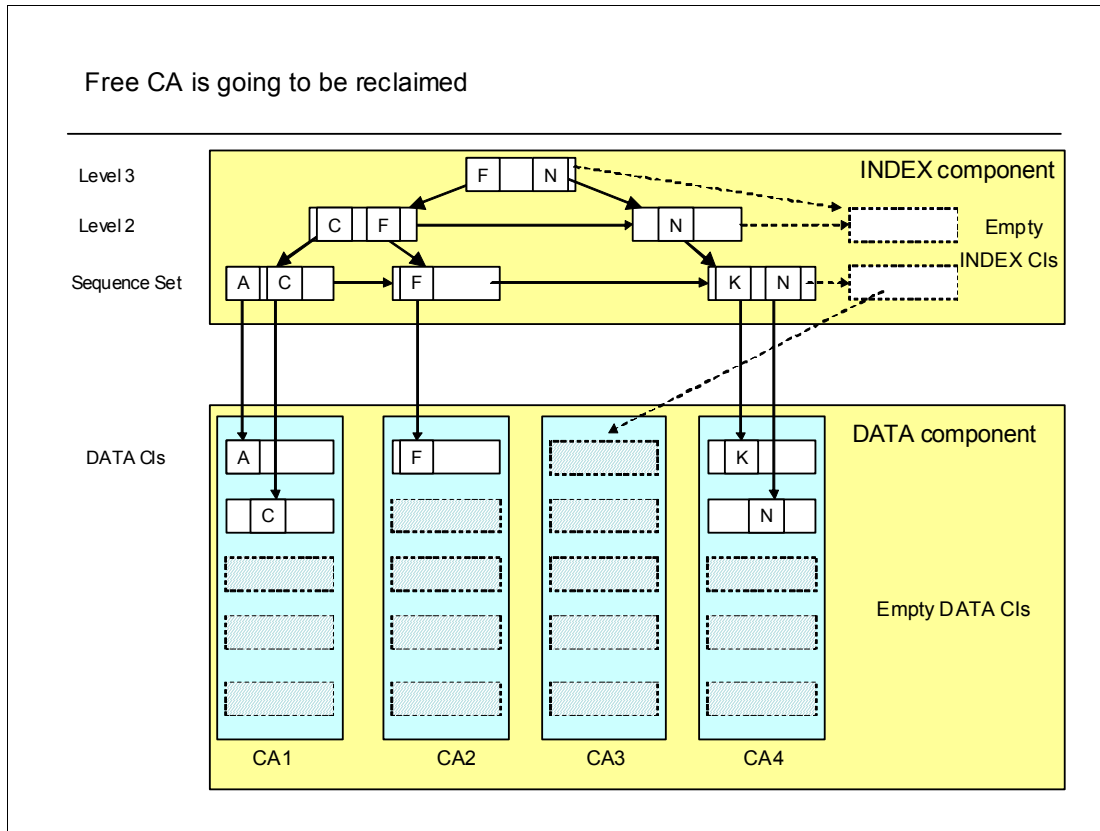 Free CA is going to be reclaimed
INDEX component
Level 3
F N
Level 2
C F
N
Empty
INDEX CIs
Sequence Set
A C
F
K N
DATA component
DATA CIs
A
F
K
C
N
Empty DATA CIs
CA1
CA2
CA3
CA4